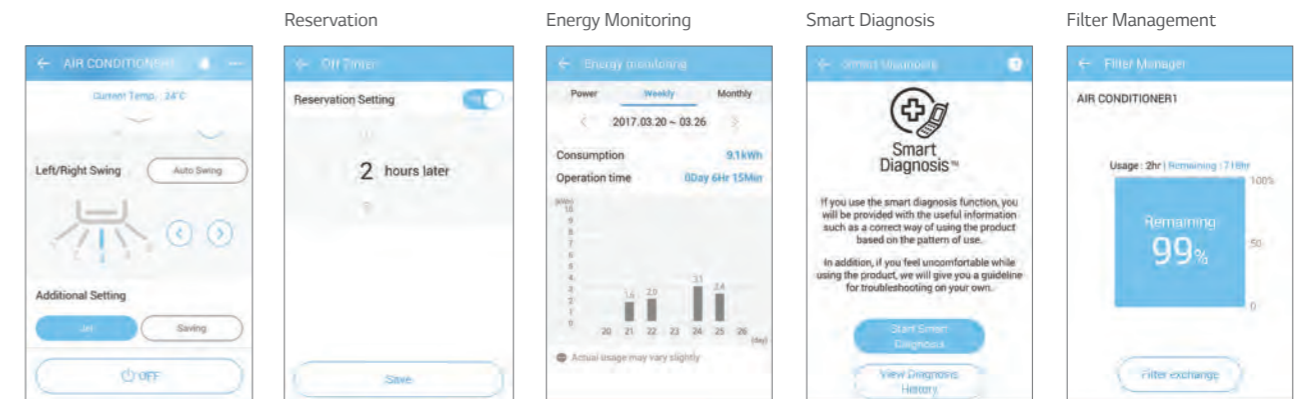 Reservation
Energy Monitoring
Smart Diagnosis
Filter Management
← AIR CONDITIONER1
Current Temp. 24°C
Left/Right Swing
Auto Swing
Additional Setting
Jet
Saving
OFF
← Off Timer
Reservation Setting
2 hours later
Save
← Energy monitoring
Power Weekly Monthly
< 2017.03.20 ~ 03.26 >
Consumption 9.1kWh
Operation time 0Day 6Hr 15Min
10
9
8
7
6
5
4
3
2
1
0
1.6 2.0 3.1 2.4
20 21 22 23 24 25 26
(day)
Actual usage may vary slightly
← Smart Diagnosis
Smart
Diagnosis™
If you use the smart diagnosis function, you
will be provided with the useful information
such as a correct way of using the product
based on the pattern of use.
In addition, if you feel uncomfortable while
using the product, we will give you a guideline
for troubleshooting on your own.
Start Smart
Diagnosis
View Diagnosis
History
← Filter Manager
AIR CONDITIONER1
Usage : 2hr | Remaining : 718hr
100%
Remaining
99%
50
0
Filter exchange